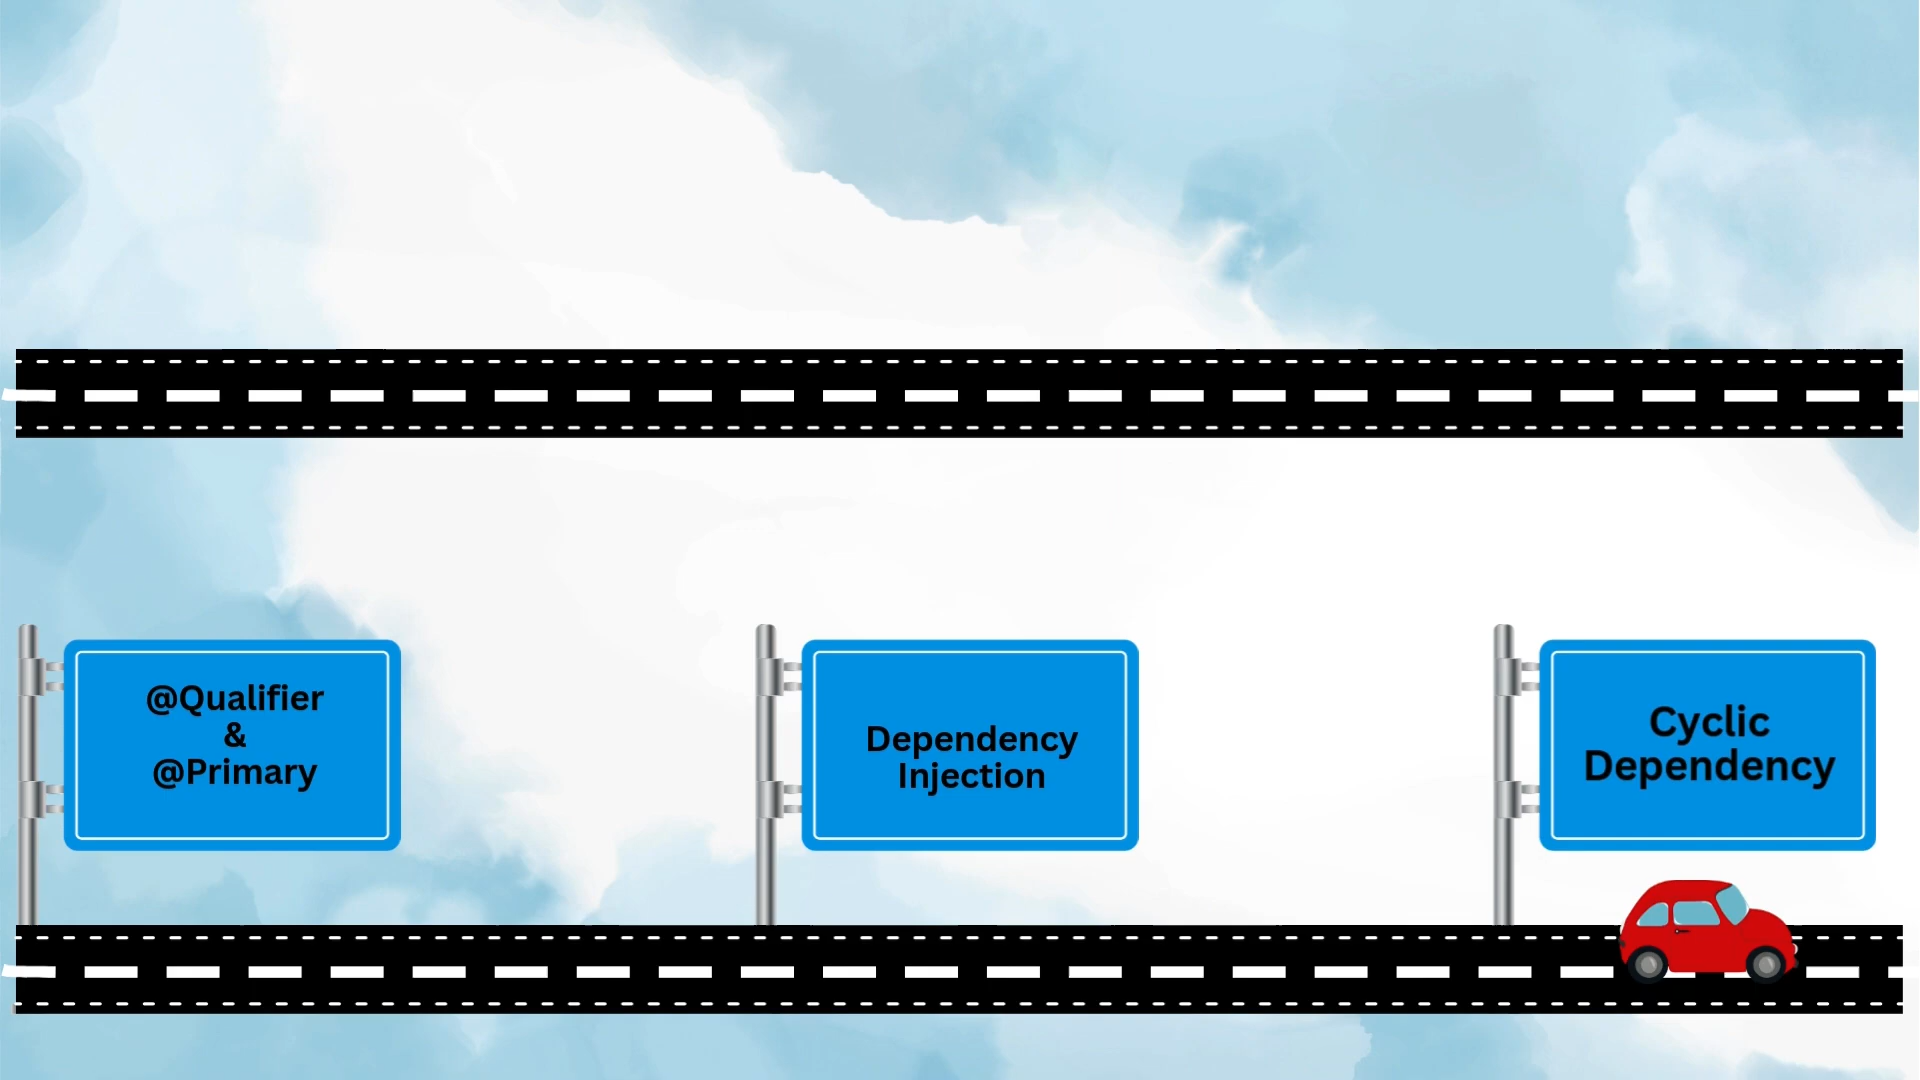 @Qualifier
&
@Primary
Dependency
Injection
Cyclic
Dependency